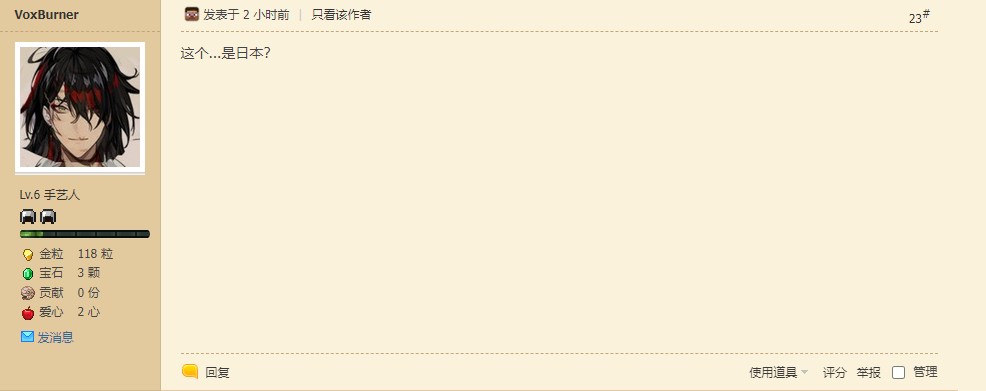 VoxBurner
发表于 2 小时前 | 只看该作者
23#
这个...是日本?
Lv.6 手艺人
金粒 118 粒
宝石 3 颗
贡献 0 份
爱心 2 心
发消息
回复
使用道具 评分 举报 管理